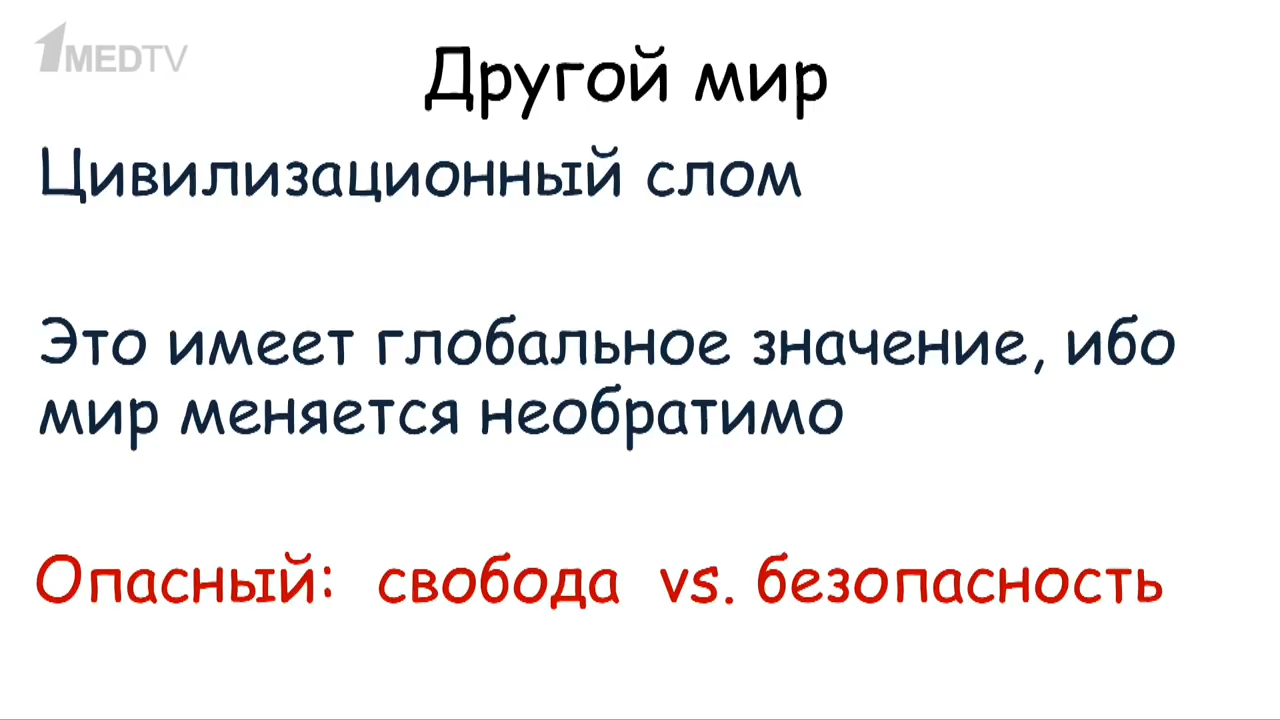 1MEDTV
Другой мир
Цивилизационный слом
Это имеет глобальное значение, ибо
мир меняется необратимо
Опасный: свобода vs. безопасность